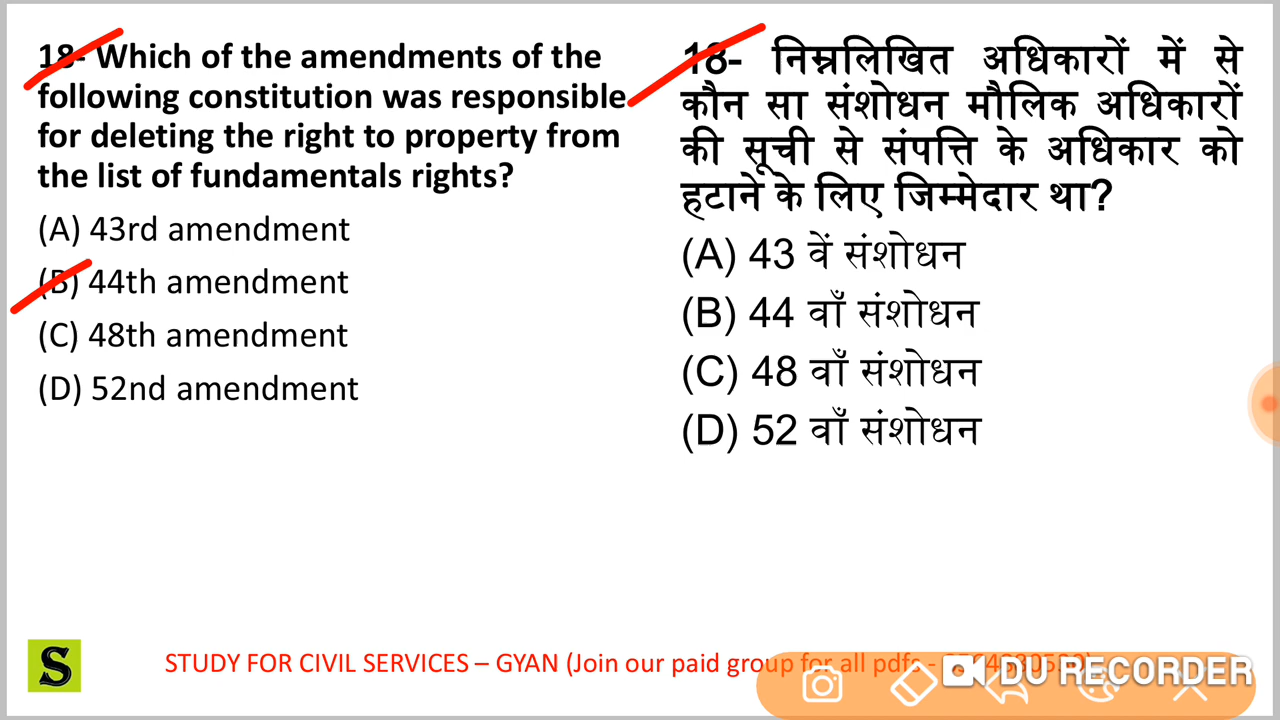 18- Which of the amendments of the
following constitution was responsible
for deleting the right to property from
the list of fundamentals rights?
(A) 43rd amendment
(B) 44th amendment
(C) 48th amendment
(D) 52nd amendment
18- निम्नलिखित अधिकारों में से
कौन सा संशोधन मौलिक अधिकारों
की सूची से संपत्ति के अधिकार को
हटाने के लिए जिम्मेदार था?
(A) 43 वें संशोधन
(B) 44 वाँ संशोधन
(C) 48 वाँ संशोधन
(D) 52 वाँ संशोधन
S
STUDY FOR CIVIL SERVICES – GYAN (Join our paid group for all pdfs -
DU RECORDER